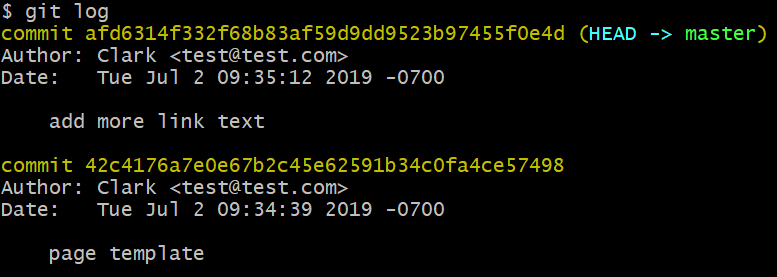 $ git log
commit afd6314f332f68b83af59d9dd9523b97455f0e4d (HEAD -> master)
Author: Clark <test@test.com>
Date:   Tue Jul 2 09:35:12 2019 -0700
    add more link text
commit 42c4176a7e0e67b2c45e62591b34c0fa4ce57498
Author: Clark <test@test.com>
Date:   Tue Jul 2 09:34:39 2019 -0700
    page template